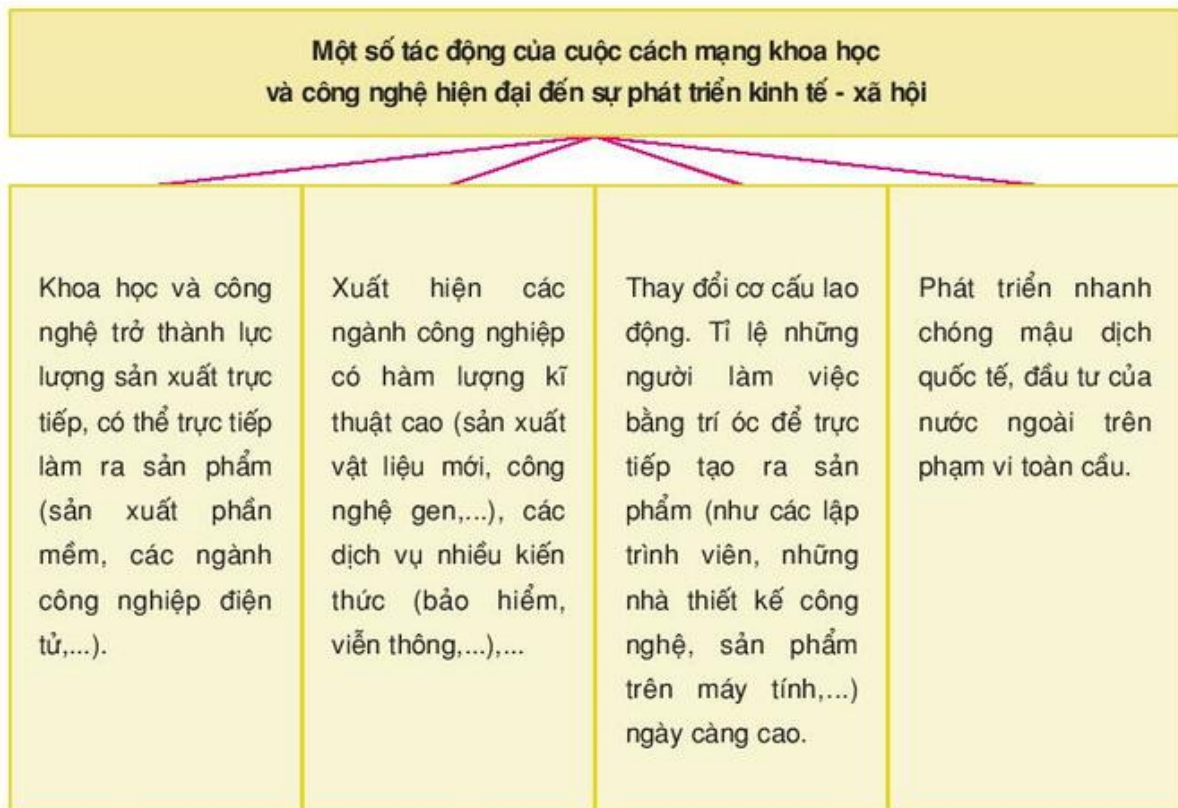 Một số tác động của cuộc cách mạng khoa học
và công nghệ hiện đại đến sự phát triển kinh tế - xã hội
Khoa học và công
nghệ trở thành lực
lượng sản xuất trực
tiếp, có thể trực tiếp
làm ra sản phẩm
(sản xuất phần
mềm, các ngành
công nghiệp điện
tử,...).
Xuất hiện các
ngành công nghiệp
có hàm lượng kĩ
thuật cao (sản xuất
vật liệu mới, công
nghệ gen,...), các
dịch vụ nhiều kiến
thức (bảo hiểm,
viễn thông,...),...
Thay đổi cơ cấu lao
động. Tỉ lệ những
người làm việc
bằng trí óc để trực
tiếp tạo ra sản
phẩm (như các lập
trình viên, những
nhà thiết kế công
nghệ, sản phẩm
trên máy tính,...)
ngày càng cao.
Phát triển nhanh
chóng mậu dịch
quốc tế, đầu tư của
nước ngoài trên
phạm vi toàn cầu.